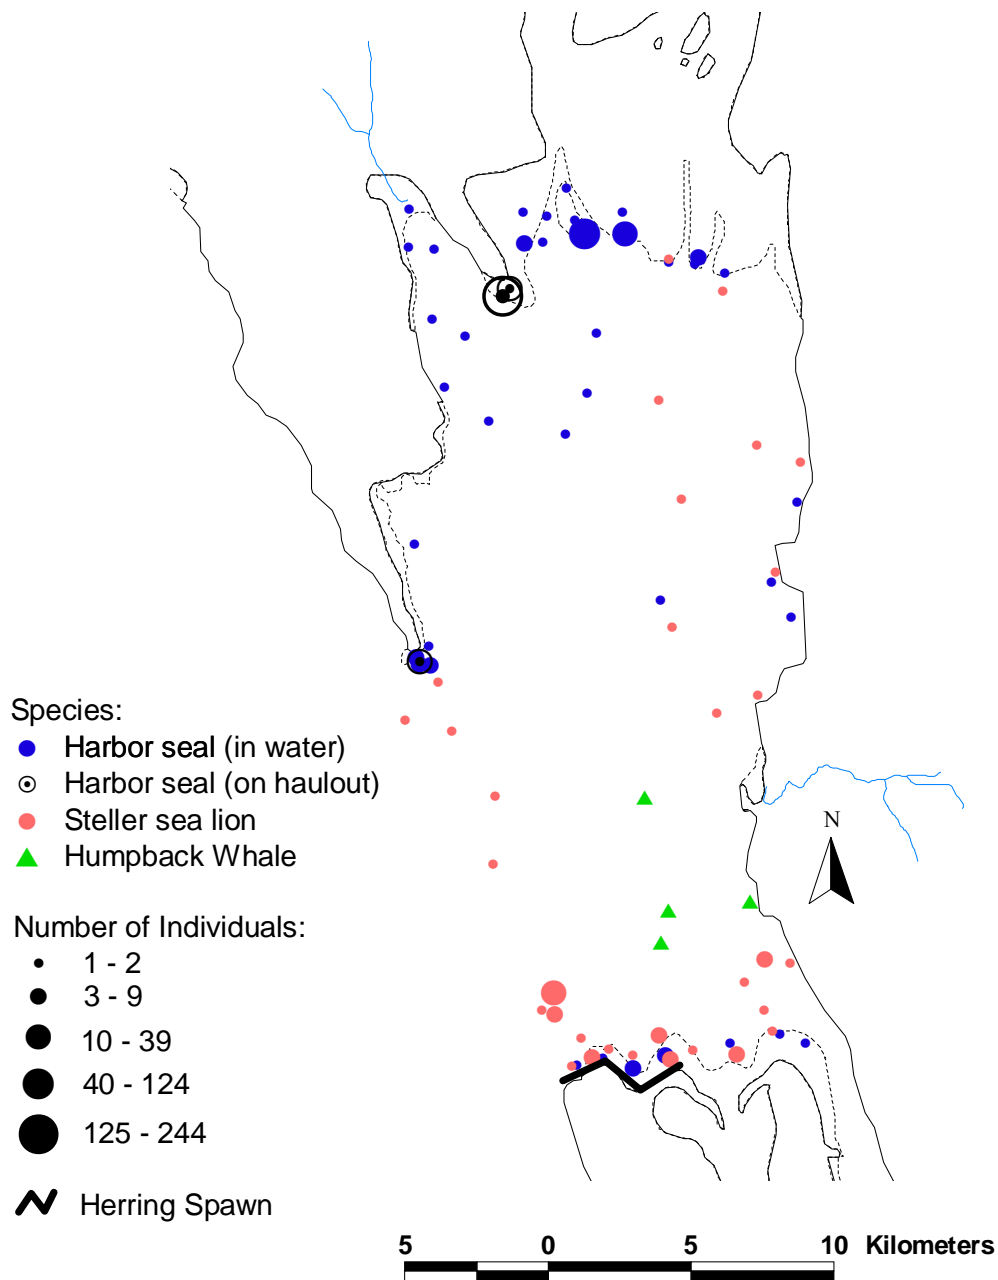 Species:
Harbor seal (in water)
Harbor seal (on haulout)
Steller sea lion
Humpback Whale
N
Number of Individuals:
1 - 2
3 - 9
10 - 39
40 - 124
125 - 244
Herring Spawn
5 0 5 10 Kilometers